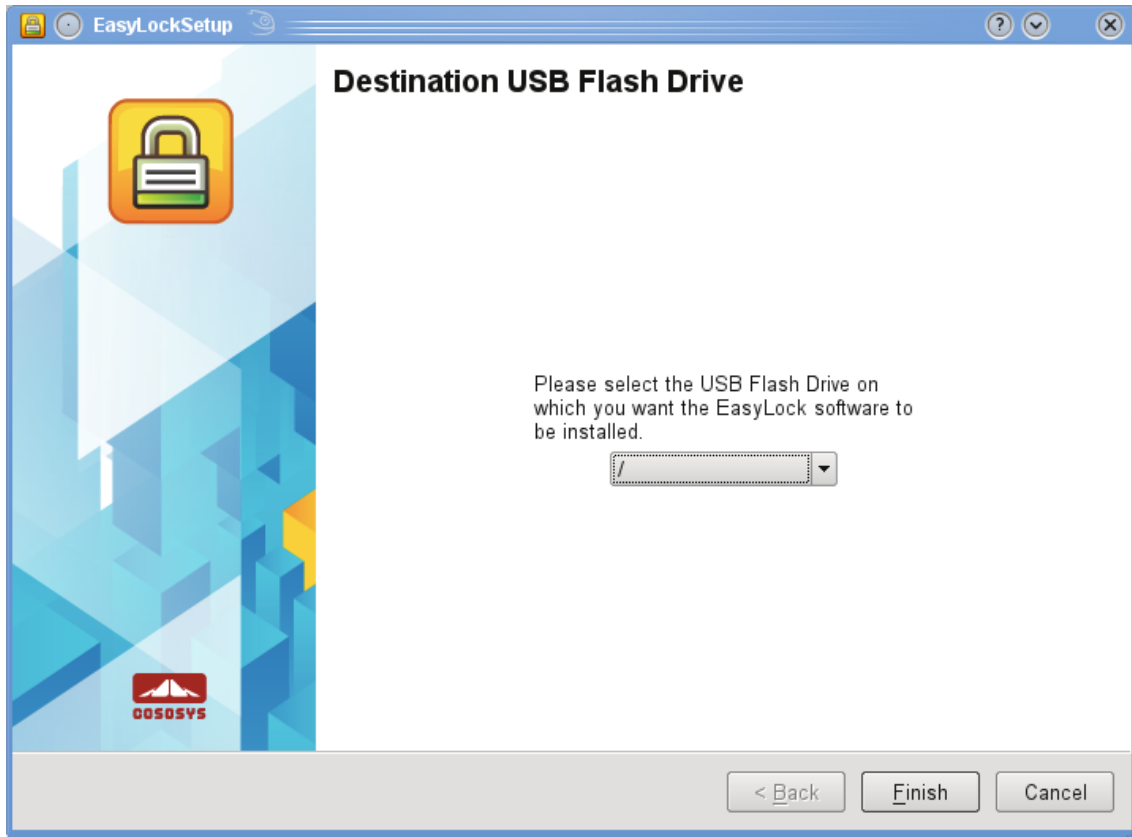 EasyLockSetup
Destination USB Flash Drive
Please select the USB Flash Drive on
which you want the EasyLock software to
be installed.
/
COSOSYS
< Back
Finish
Cancel